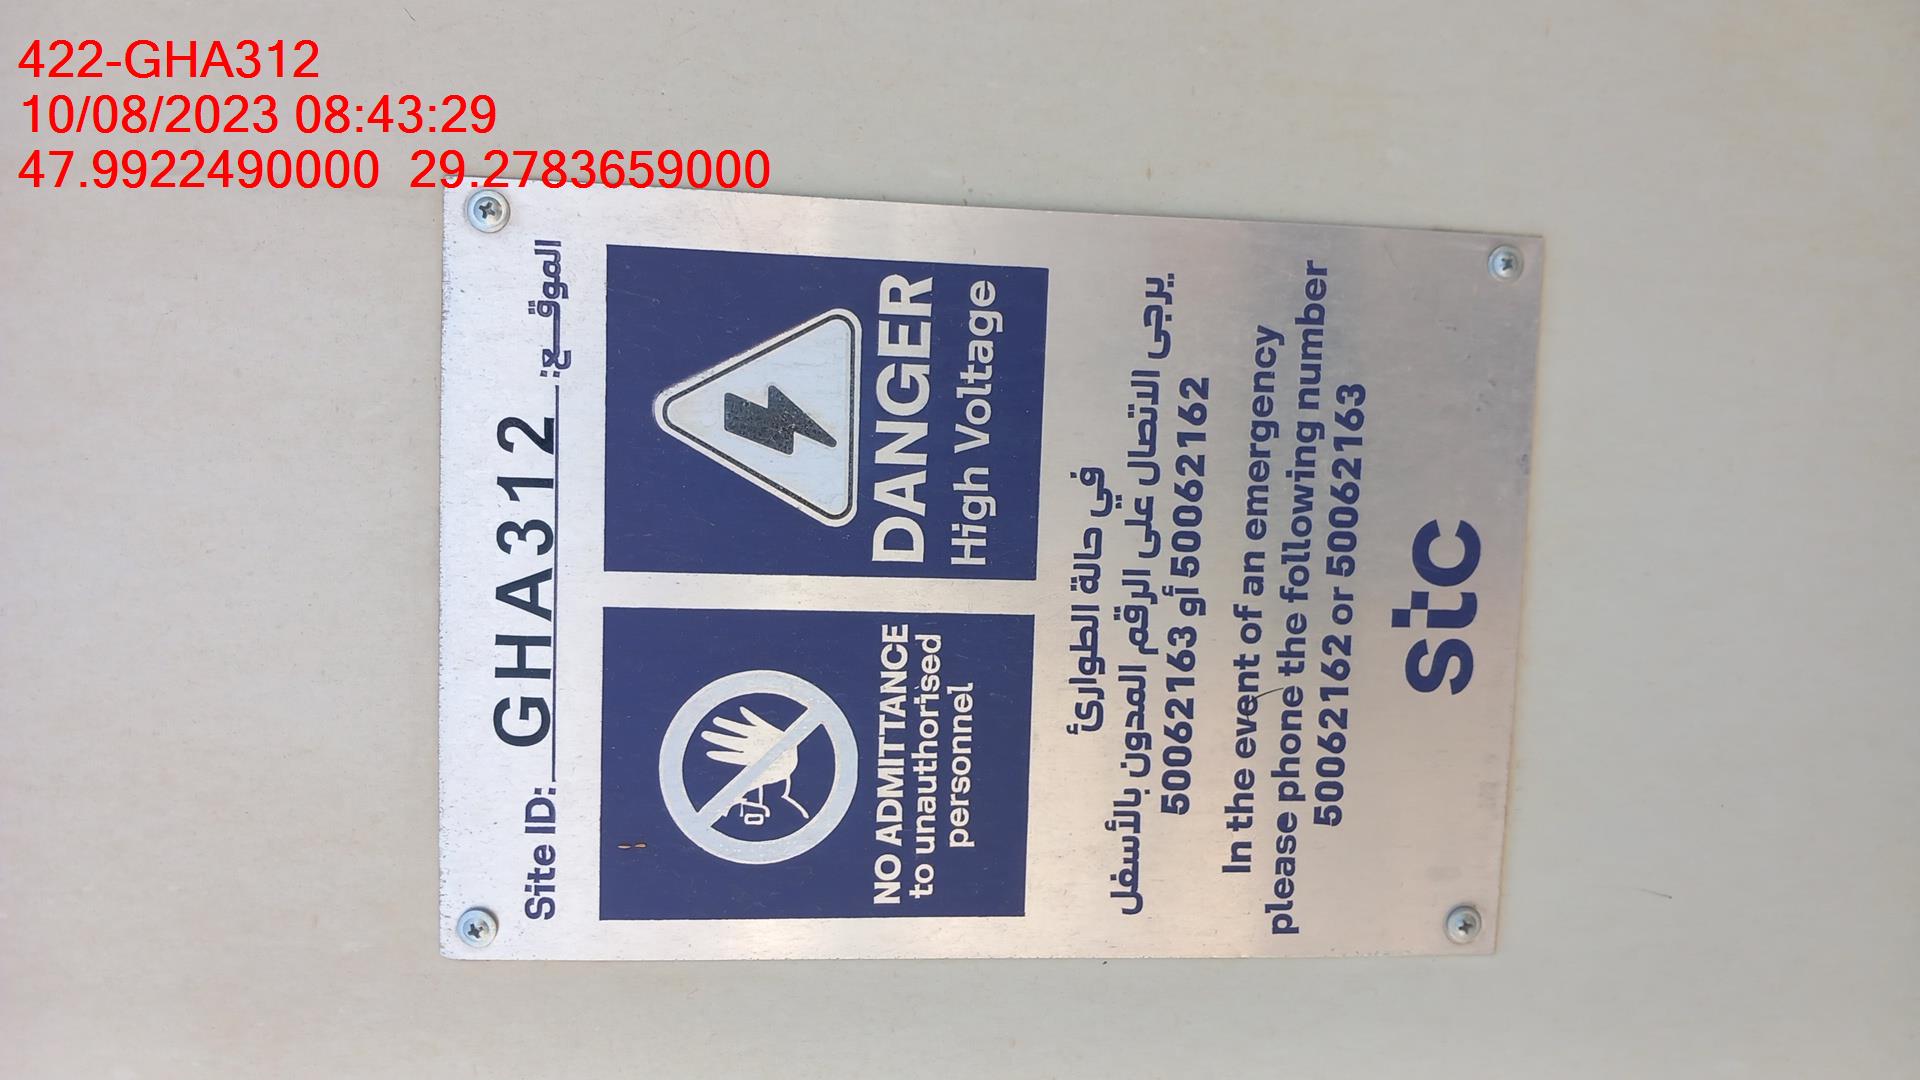 422-GHA312
10/08/2023 08:43:29
47.9922490000 29.2783659000
Site ID: GHA312 الموقـــع:
NO ADMITTANCE
to unauthorised
personnel
DANGER
High Voltage
في حالة الطوارئ
يرجى الاتصال على الرقم المدون بالأسفل
50062163 أو 50062162
In the event of an emergency
please phone the following number
50062162 or 50062163
stc